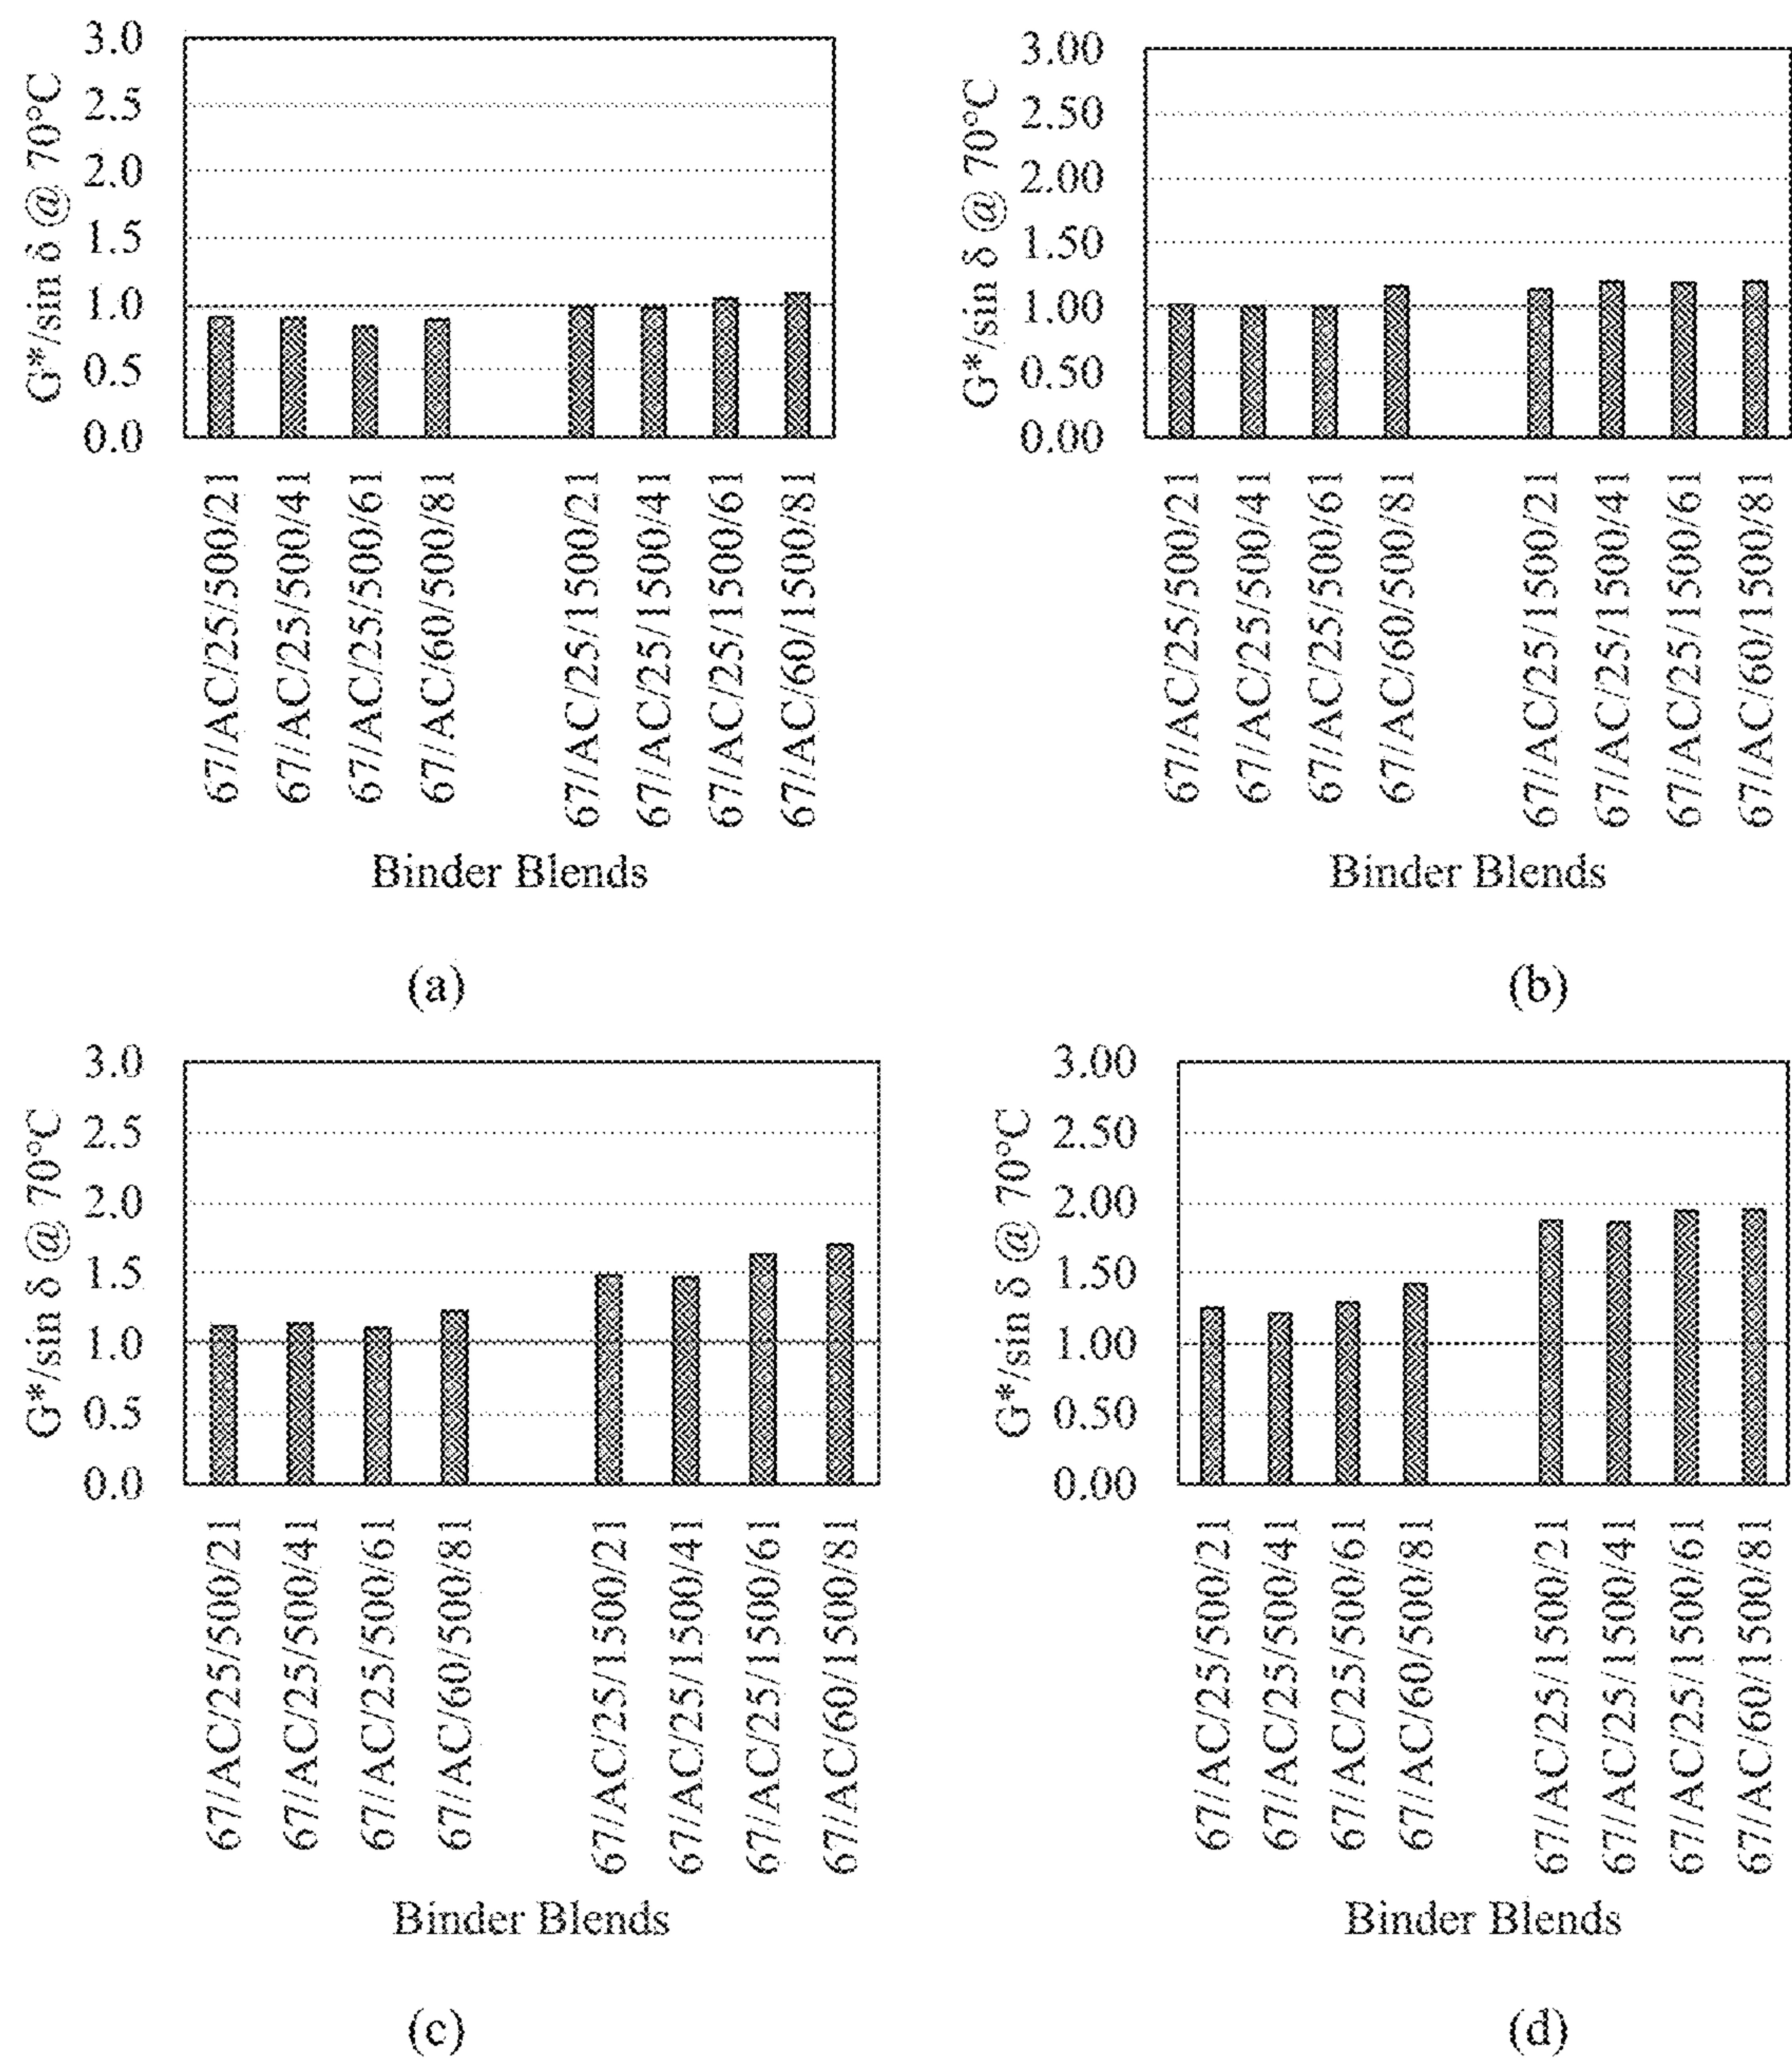 G*/sin δ @ 70°C
3.0
2.5
2.0
1.5
1.0
0.5
0.0
67/AC/25/500/21
67/AC/25/500/41
67/AC/25/500/61
67/AC/60/500/81
67/AC/25/1500/21
67/AC/25/1500/41
67/AC/25/1500/61
67/AC/60/1500/81
Binder Blends
(a)
G*/sin δ @ 70°C
3.00
2.50
2.00
1.50
1.00
0.50
0.00
67/AC/25/500/21
67/AC/25/500/41
67/AC/25/500/61
67/AC/60/500/81
67/AC/25/1500/21
67/AC/25/1500/41
67/AC/25/1500/61
67/AC/60/1500/81
Binder Blends
(b)
G*/sin δ @ 70°C
3.0
2.5
2.0
1.5
1.0
0.5
0.0
67/AC/25/500/21
67/AC/25/500/41
67/AC/25/500/61
67/AC/60/500/81
67/AC/25/1500/21
67/AC/25/1500/41
67/AC/25/1500/61
67/AC/60/1500/81
Binder Blends
(c)
G*/sin δ @ 70°C
3.00
2.50
2.00
1.50
1.00
0.50
0.00
67/AC/25/500/21
67/AC/25/500/41
67/AC/25/500/61
67/AC/60/500/81
67/AC/25/1500/21
67/AC/25/1500/41
67/AC/25/1500/61
67/AC/60/1500/81
Binder Blends
(d)